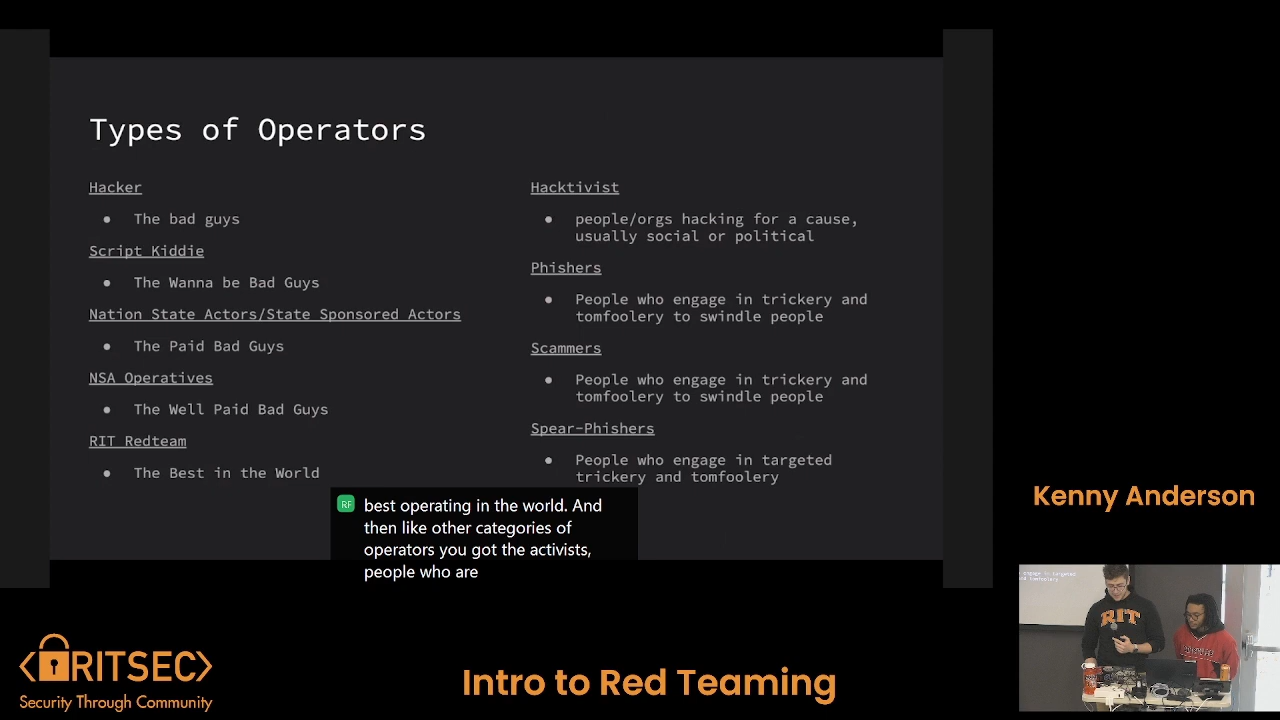 Types of Operators
Hacker
● The bad guys
Script Kiddie
● The Wanna be Bad Guys
Nation State Actors/State Sponsored Actors
● The Paid Bad Guys
NSA Operatives
● The Well Paid Bad Guys
RIT Redteam
● The Best in the World
Hacktivist
● people/orgs hacking for a cause,
usually social or political
Phishers
● People who engage in trickery and
tomfoolery to swindle people
Scammers
● People who engage in trickery and
tomfoolery to swindle people
Spear-Phishers
● People who engage in targeted
trickery and tomfoolery
RF
best operating in the world. And
then like other categories of
operators you got the activists,
people who are
Kenny Anderson
RIT
<RITSEC>
Security Through Community
Intro to Red Teaming